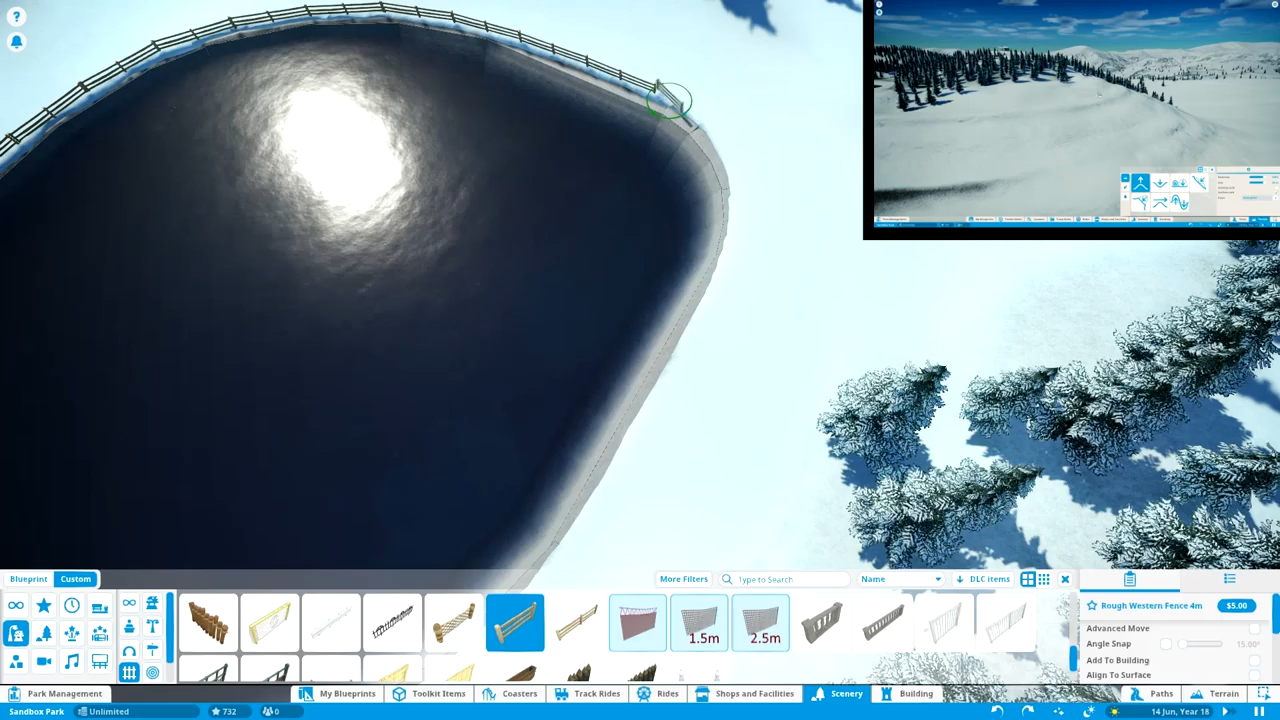 ?
Blueprint Custom More Filters Type to Search Name DLC items
1.5m 2.5m
Rough Western Fence 4m $5.00
Advanced Move
Angle Snap 15.00°
Add To Building
Align To Surface
Park Management My Blueprints Toolkit Items Coasters Track Rides Rides Shops and Facilities Scenery Building Paths Terrain
Sandbox Park Unlimited 732 0 14 Jun, Year 18